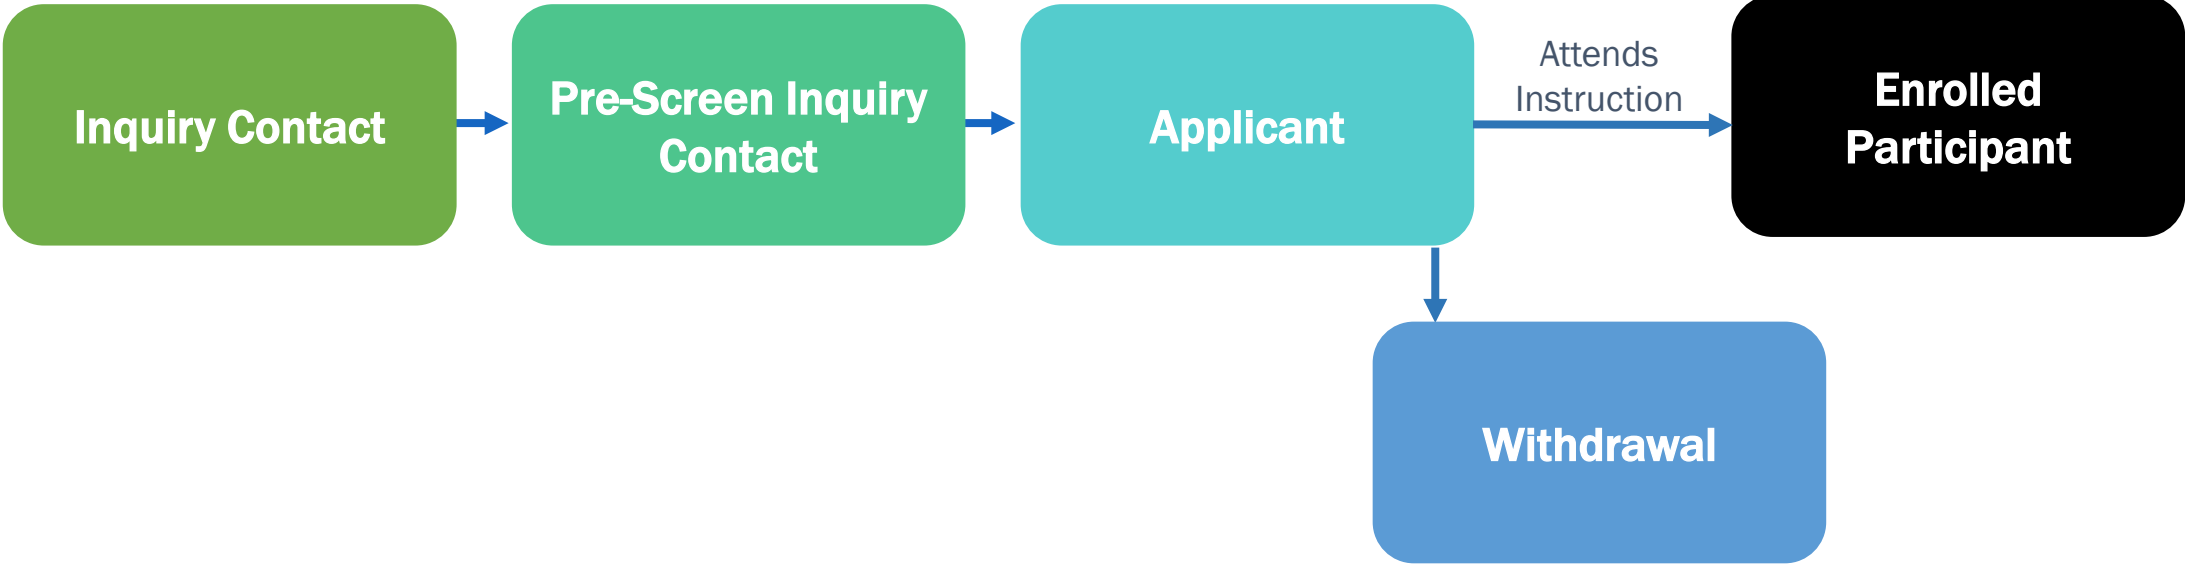 Inquiry Contact
Pre-Screen Inquiry
Contact
Applicant
Attends
Instruction
Enrolled
Participant
Withdrawal